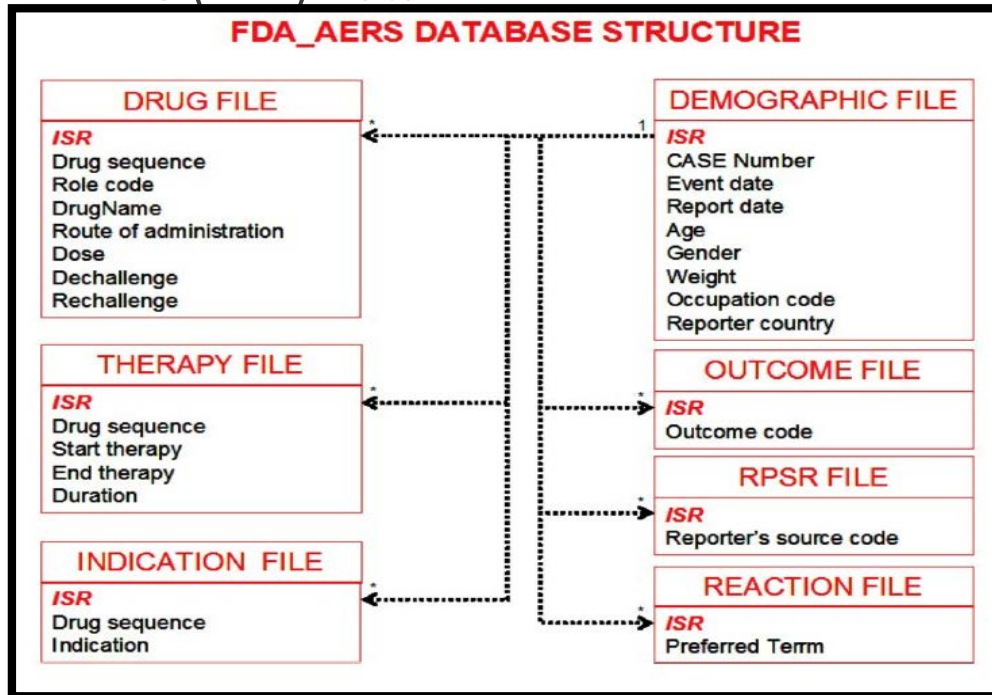 FDA_AERS DATABASE STRUCTURE
DRUG FILE
ISR
Drug sequence
Role code
DrugName
Route of administration
Dose
Dechallenge
Rechallenge
*
THERAPY FILE
ISR
Drug sequence
Start therapy
End therapy
Duration
*
INDICATION FILE
ISR
Drug sequence
Indication
*
DEMOGRAPHIC FILE
1
ISR
CASE Number
Event date
Report date
Age
Gender
Weight
Occupation code
Reporter country
OUTCOME FILE
*
ISR
Outcome code
RPSR FILE
*
ISR
Reporter's source code
REACTION FILE
*
ISR
Preferred Terrm